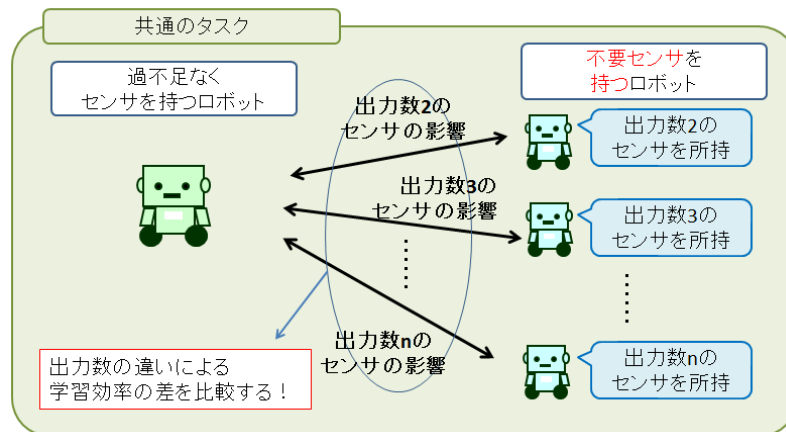 共通のタスク
過不足なく
センサを持つロボット
不要センサを
持つロボット
出力数2の
センサの影響
出力数2の
センサを所持
出力数3の
センサの影響
出力数3の
センサを所持
……
……
出力数nの
センサの影響
出力数nの
センサを所持
出力数の違いによる
学習効率の差を比較する！